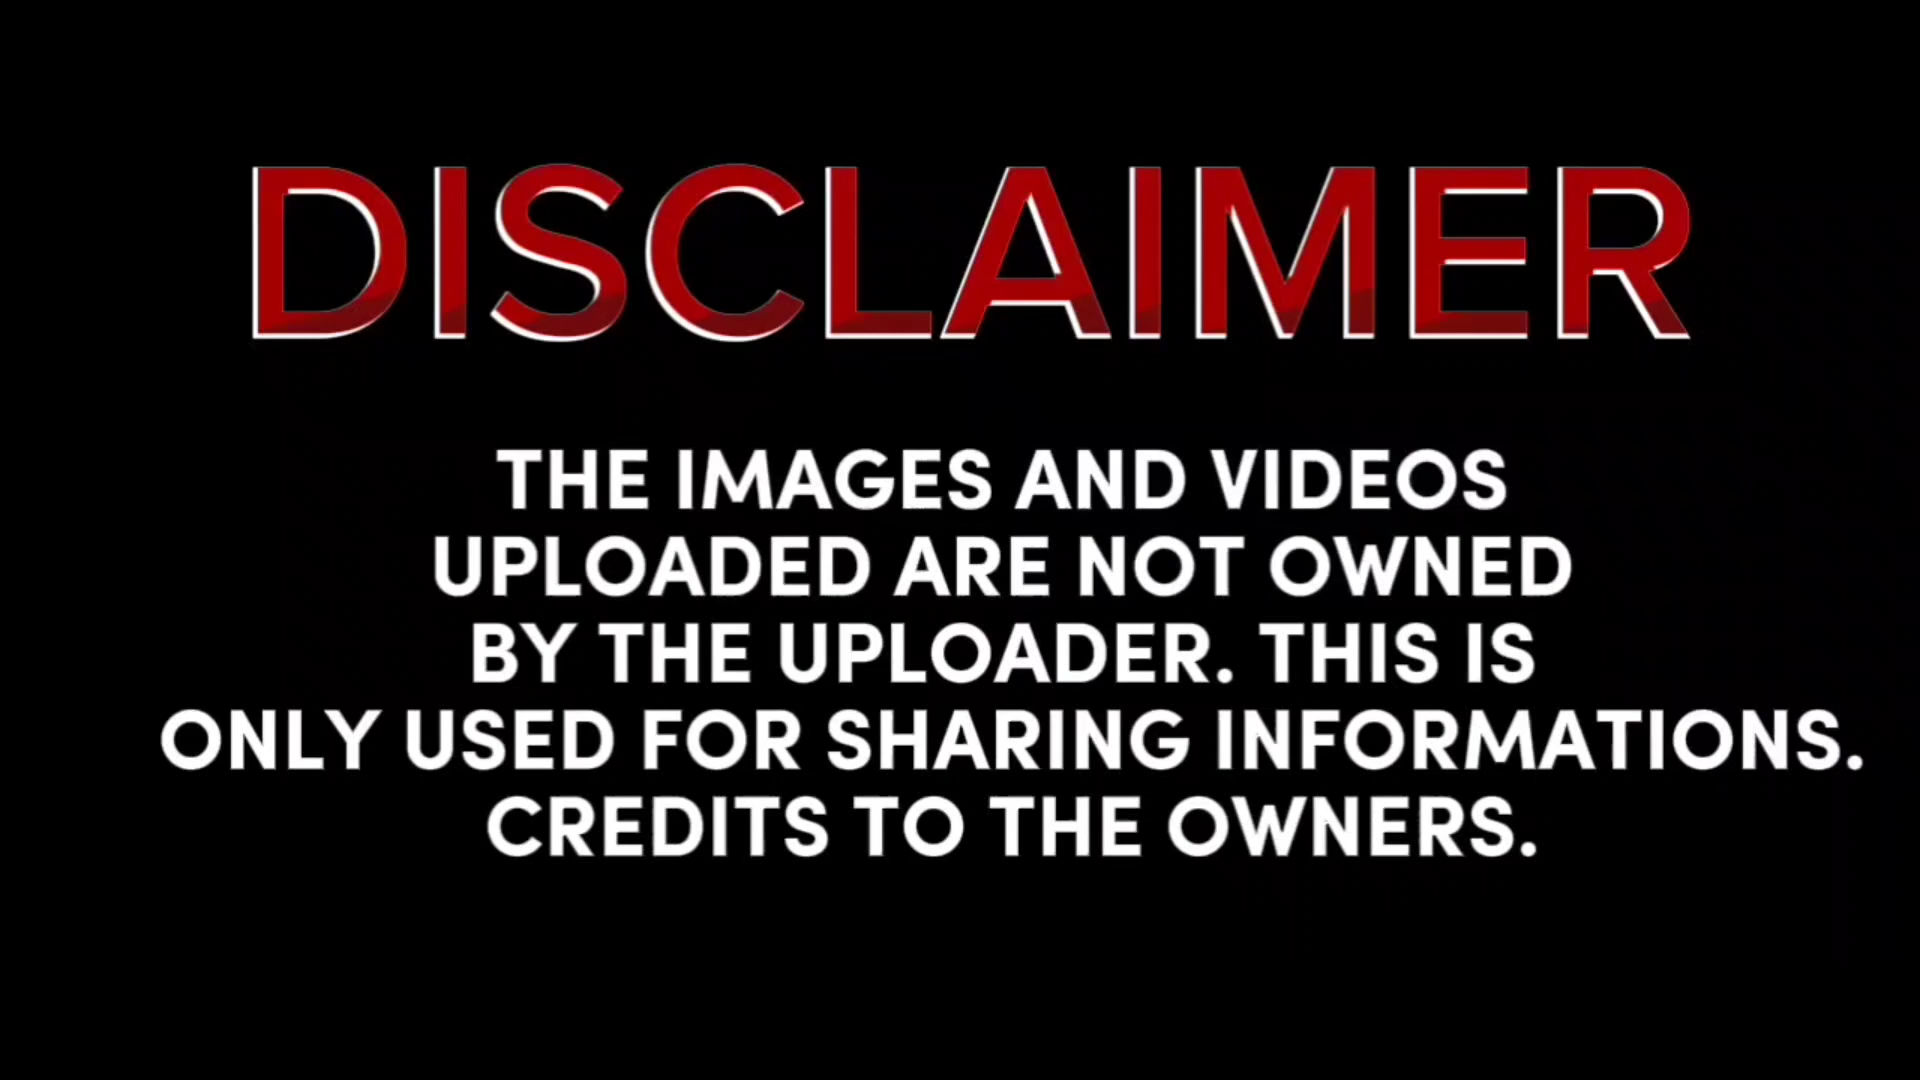 DISCLAIMER
THE IMAGES AND VIDEOS
UPLOADED ARE NOT OWNED
BY THE UPLOADER. THIS IS
ONLY USED FOR SHARING INFORMATIONS.
CREDITS TO THE OWNERS.